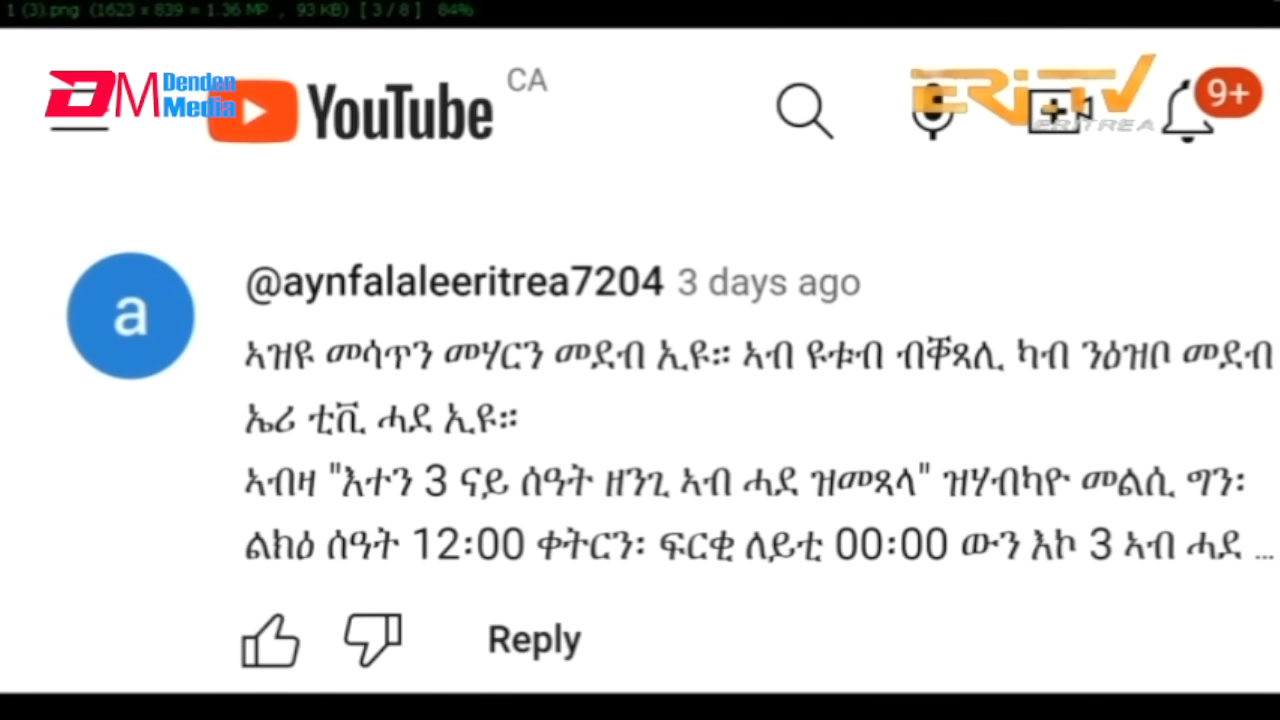 1 (3).png (1623 x 839 = 1.36 MP , 93 KB) [ 3 / 8 ] 84%
DM Denden Media
YouTube CA
ERi-TV
ERITREA
9+
a
@aynfalaleeritrea7204 3 days ago
ኣዝዩ መሳጥን መሃርን መደብ ኢዩ። ኣብ ዩቱብ ብቐጻሊ ካብ ንዕዝቦ መደብ
ኤሪ ቲቪ ሓደ ኢዩ።
ኣብዛ "እተን 3 ናይ ሰዓት ዘንጊ ኣብ ሓደ ዝመጻላ" ዝሃብካዮ መልሲ ግን፡
ልክዕ ሰዓት 12፡00 ቀትርን፡ ፍርቂ ለይቲ 00፡00 ውን እኮ 3 ኣብ ሓደ ...
Reply